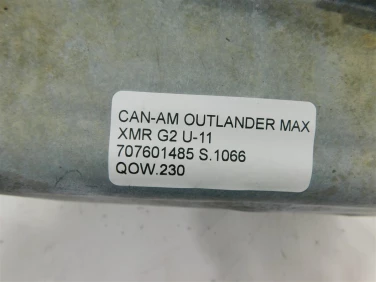 CAN-AM OUTLANDER MAX
XMR G2 U-11
707601485 S.1066
QOW.230